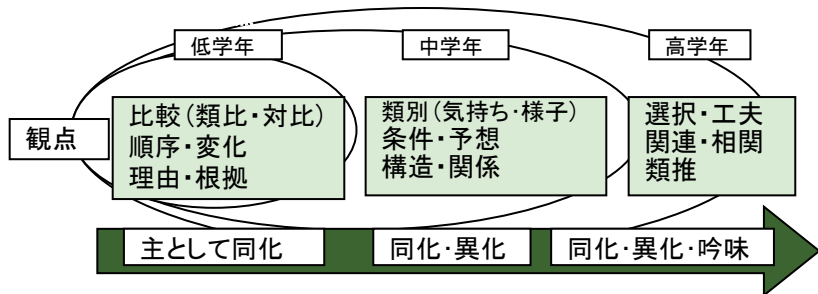 低学年
中学年
高学年
観点
比較(類比・対比)
順序・変化
理由・根拠
類別(気持ち・様子)
条件・予想
構造・関係
選択・工夫
関連・相関
類推
主として同化
同化・異化
同化・異化・吟味